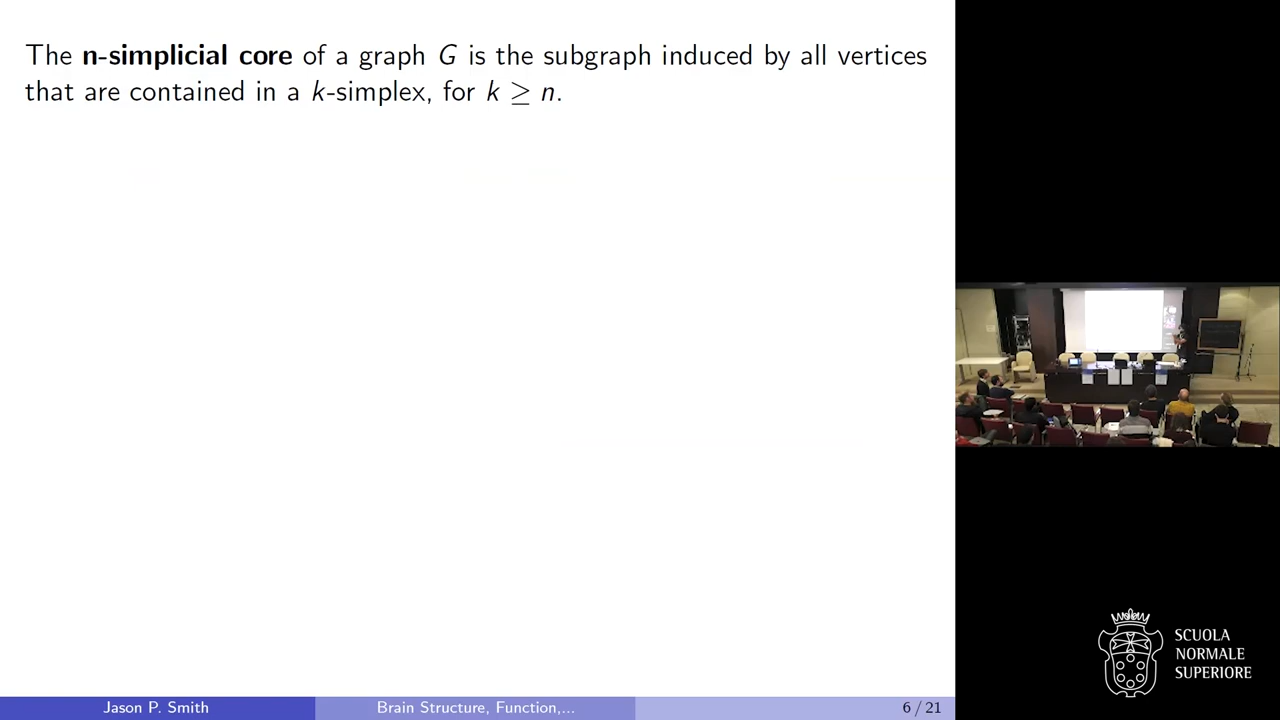 The n-simplicial core of a graph G is the subgraph induced by all vertices
that are contained in a k-simplex, for k ≥ n.
Jason P. Smith
Brain Structure, Function,...
6 / 21
SCUOLA
NORMALE
SUPERIORE